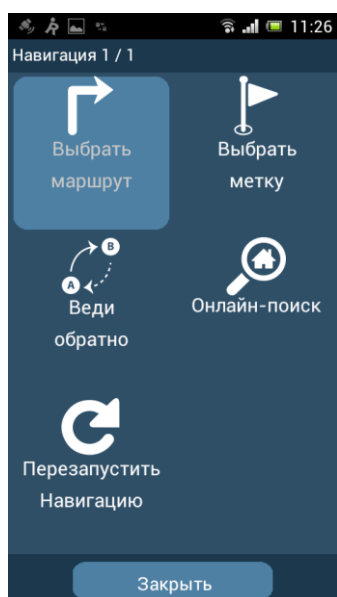 11:26
Навигация 1 / 1
Выбрать
маршрут
Выбрать
метку
B
A
Веди
обратно
Онлайн-поиск
Перезапустить
Навигацию
Закрыть